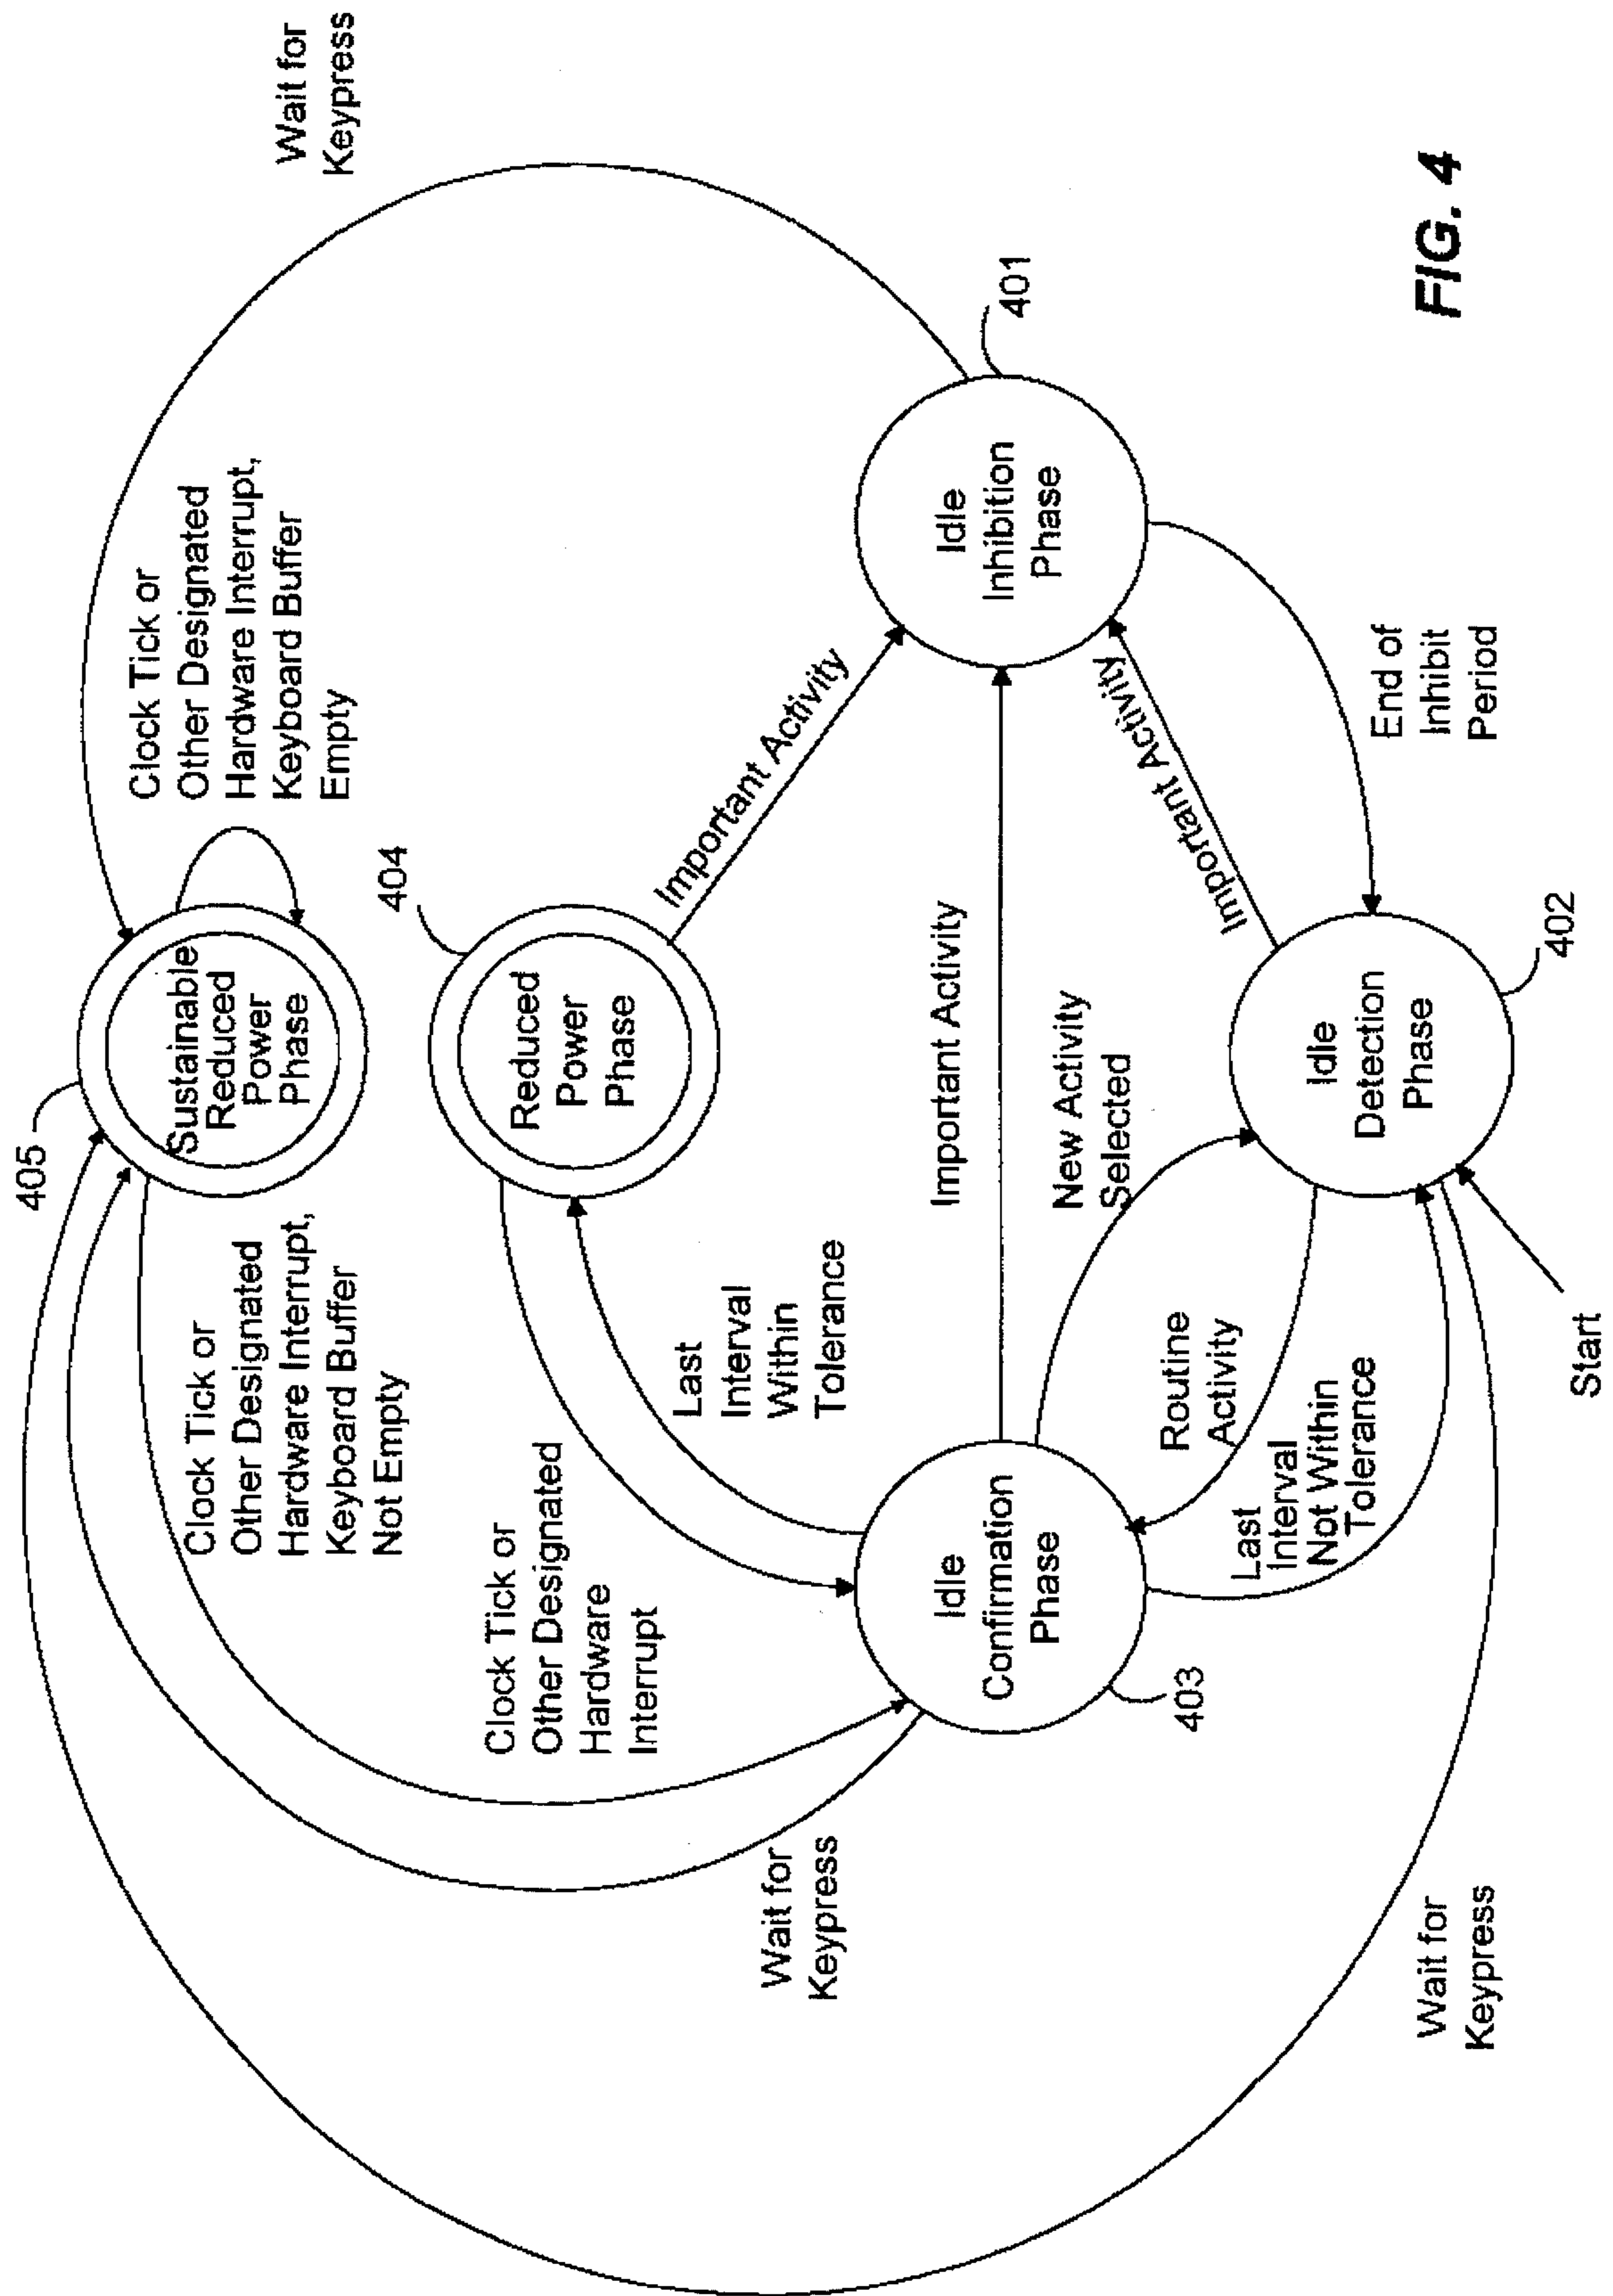 405
Sustainable
Reduced
Power
Phase
Clock Tick or
Other Designated
Hardware Interrupt,
Keyboard Buffer
Empty
Wait for
Keypress
Clock Tick or
Other Designated
Hardware Interrupt,
Keyboard Buffer
Not Empty
404
Reduced
Power
Phase
Important Activity
Clock Tick or
Other Designated
Hardware
Interrupt
Last
Interval
Within
Tolerance
Wait for
Keypress
Idle
Confirmation
Phase
403
Important Activity
Idle
Inhibition
Phase
401
New Activity
Selected
Important Activity
Routine
Activity
Last
Interval
Not Within
Tolerance
Idle
Detection
Phase
402
End of
Inhibit
Period
Wait for
Keypress
Start
FIG. 4